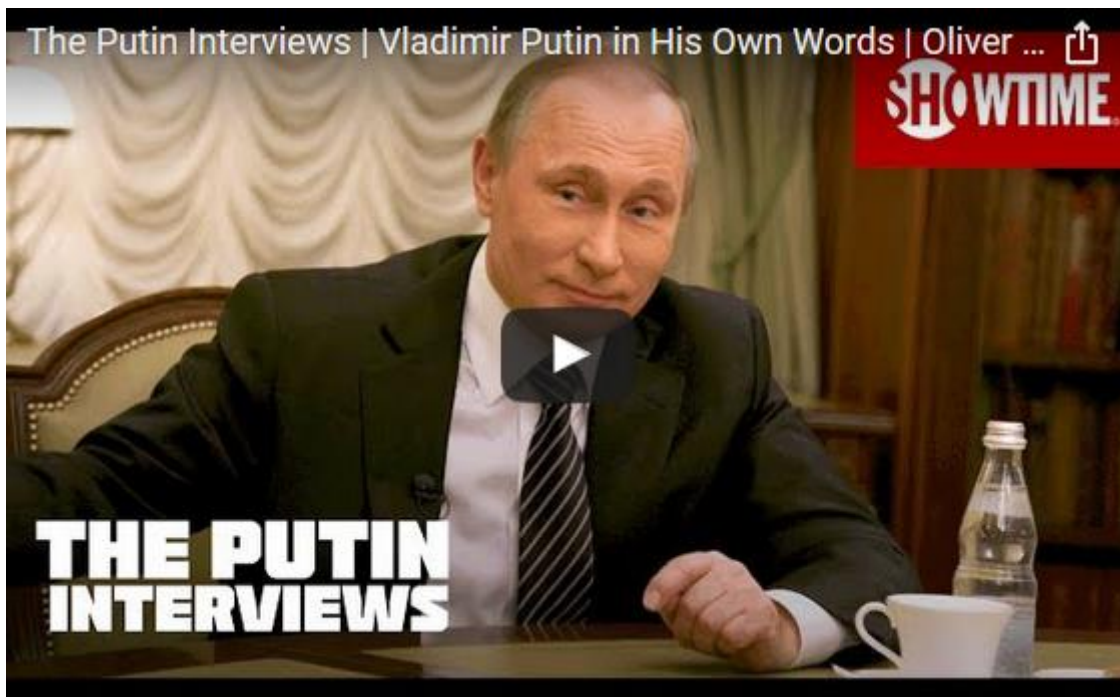 The Putin Interviews | Vladimir Putin in His Own Words | Oliver ...
SHOWTIME
THE PUTIN
INTERVIEWS